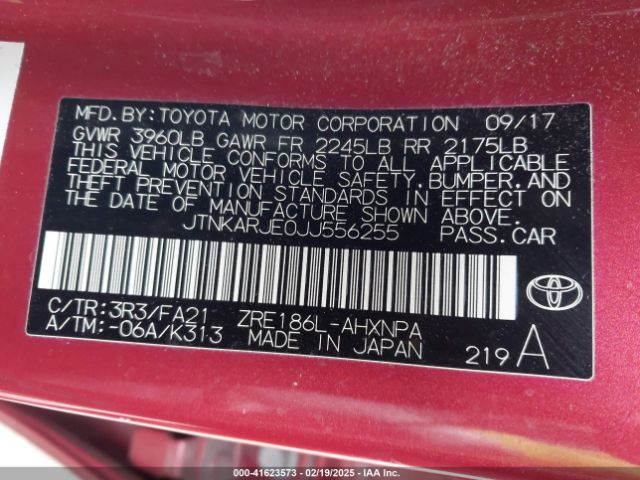 MFD.BY:TOYOTA MOTOR CORPORATION 09/17
GVWR 3960LB GAWR FR 2245LB RR 2175LB
THIS VEHICLE CONFORMS TO ALL APPLICABLE
FEDERAL MOTOR VEHICLE SAFETY,BUMPER,AND
THEFT PREVENTION STANDARDS IN EFFECT ON
THE DATE OF MANUFACTURE SHOWN ABOVE.
JTNKARJE0JJ556255 PASS.CAR
C/TR:3R3/FA21 ZRE186L-AHXNPA
A/TM:-06A/K313 MADE IN JAPAN 219 A
000-41623573 — 02/19/2025 — IAA Inc.